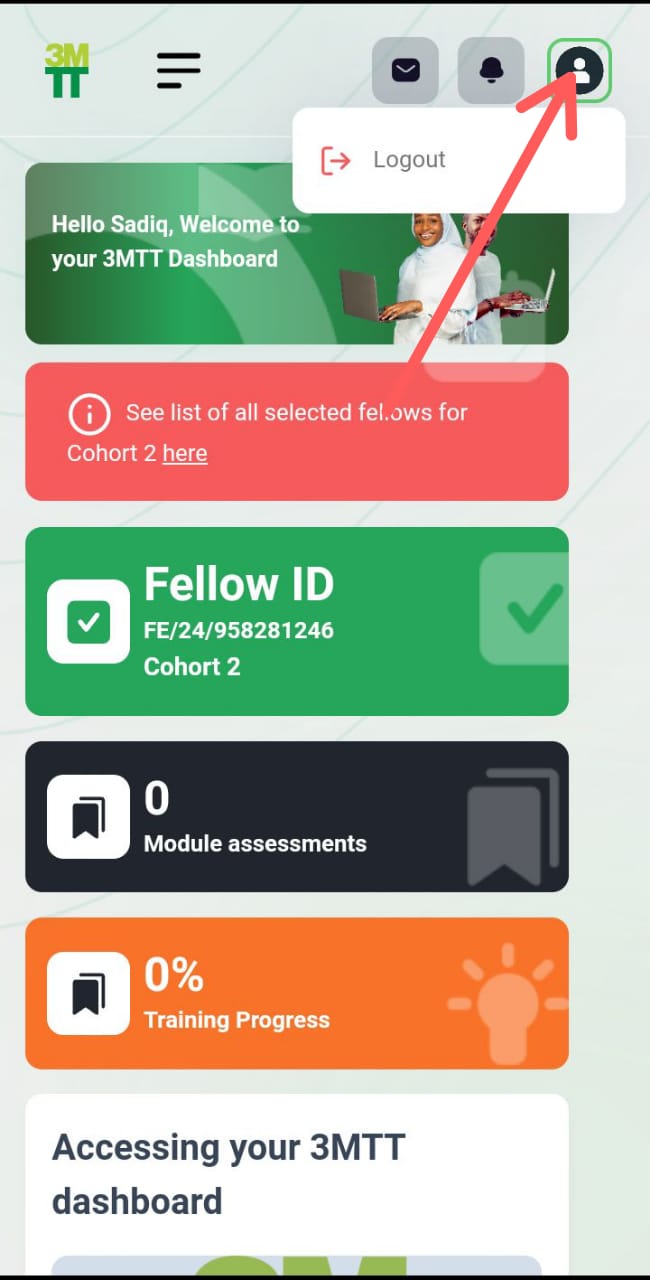 3M
TT
Logout
Hello Sadiq, Welcome to
your 3MTT Dashboard
See list of all selected fellows for
Cohort 2 here
Fellow ID
FE/24/958281246
Cohort 2
0
Module assessments
0%
Training Progress
Accessing your 3MTT
dashboard
3M